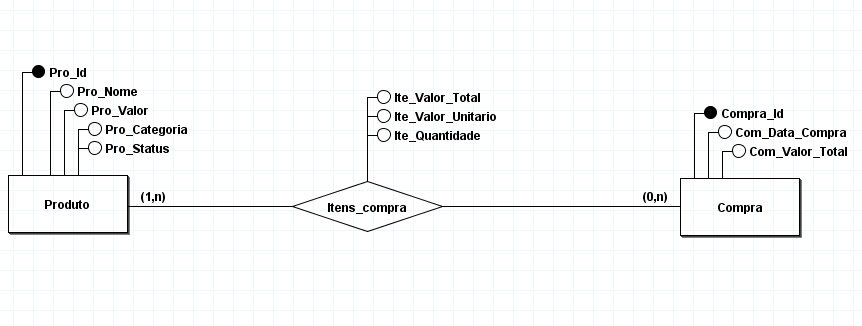 Pro_Id
Pro_Nome
Pro_Valor
Pro_Categoria
Pro_Status
Produto
(1,n)
Ite_Valor_Total
Ite_Valor_Unitario
Ite_Quantidade
Itens_compra
(0,n)
Compra_Id
Com_Data_Compra
Com_Valor_Total
Compra